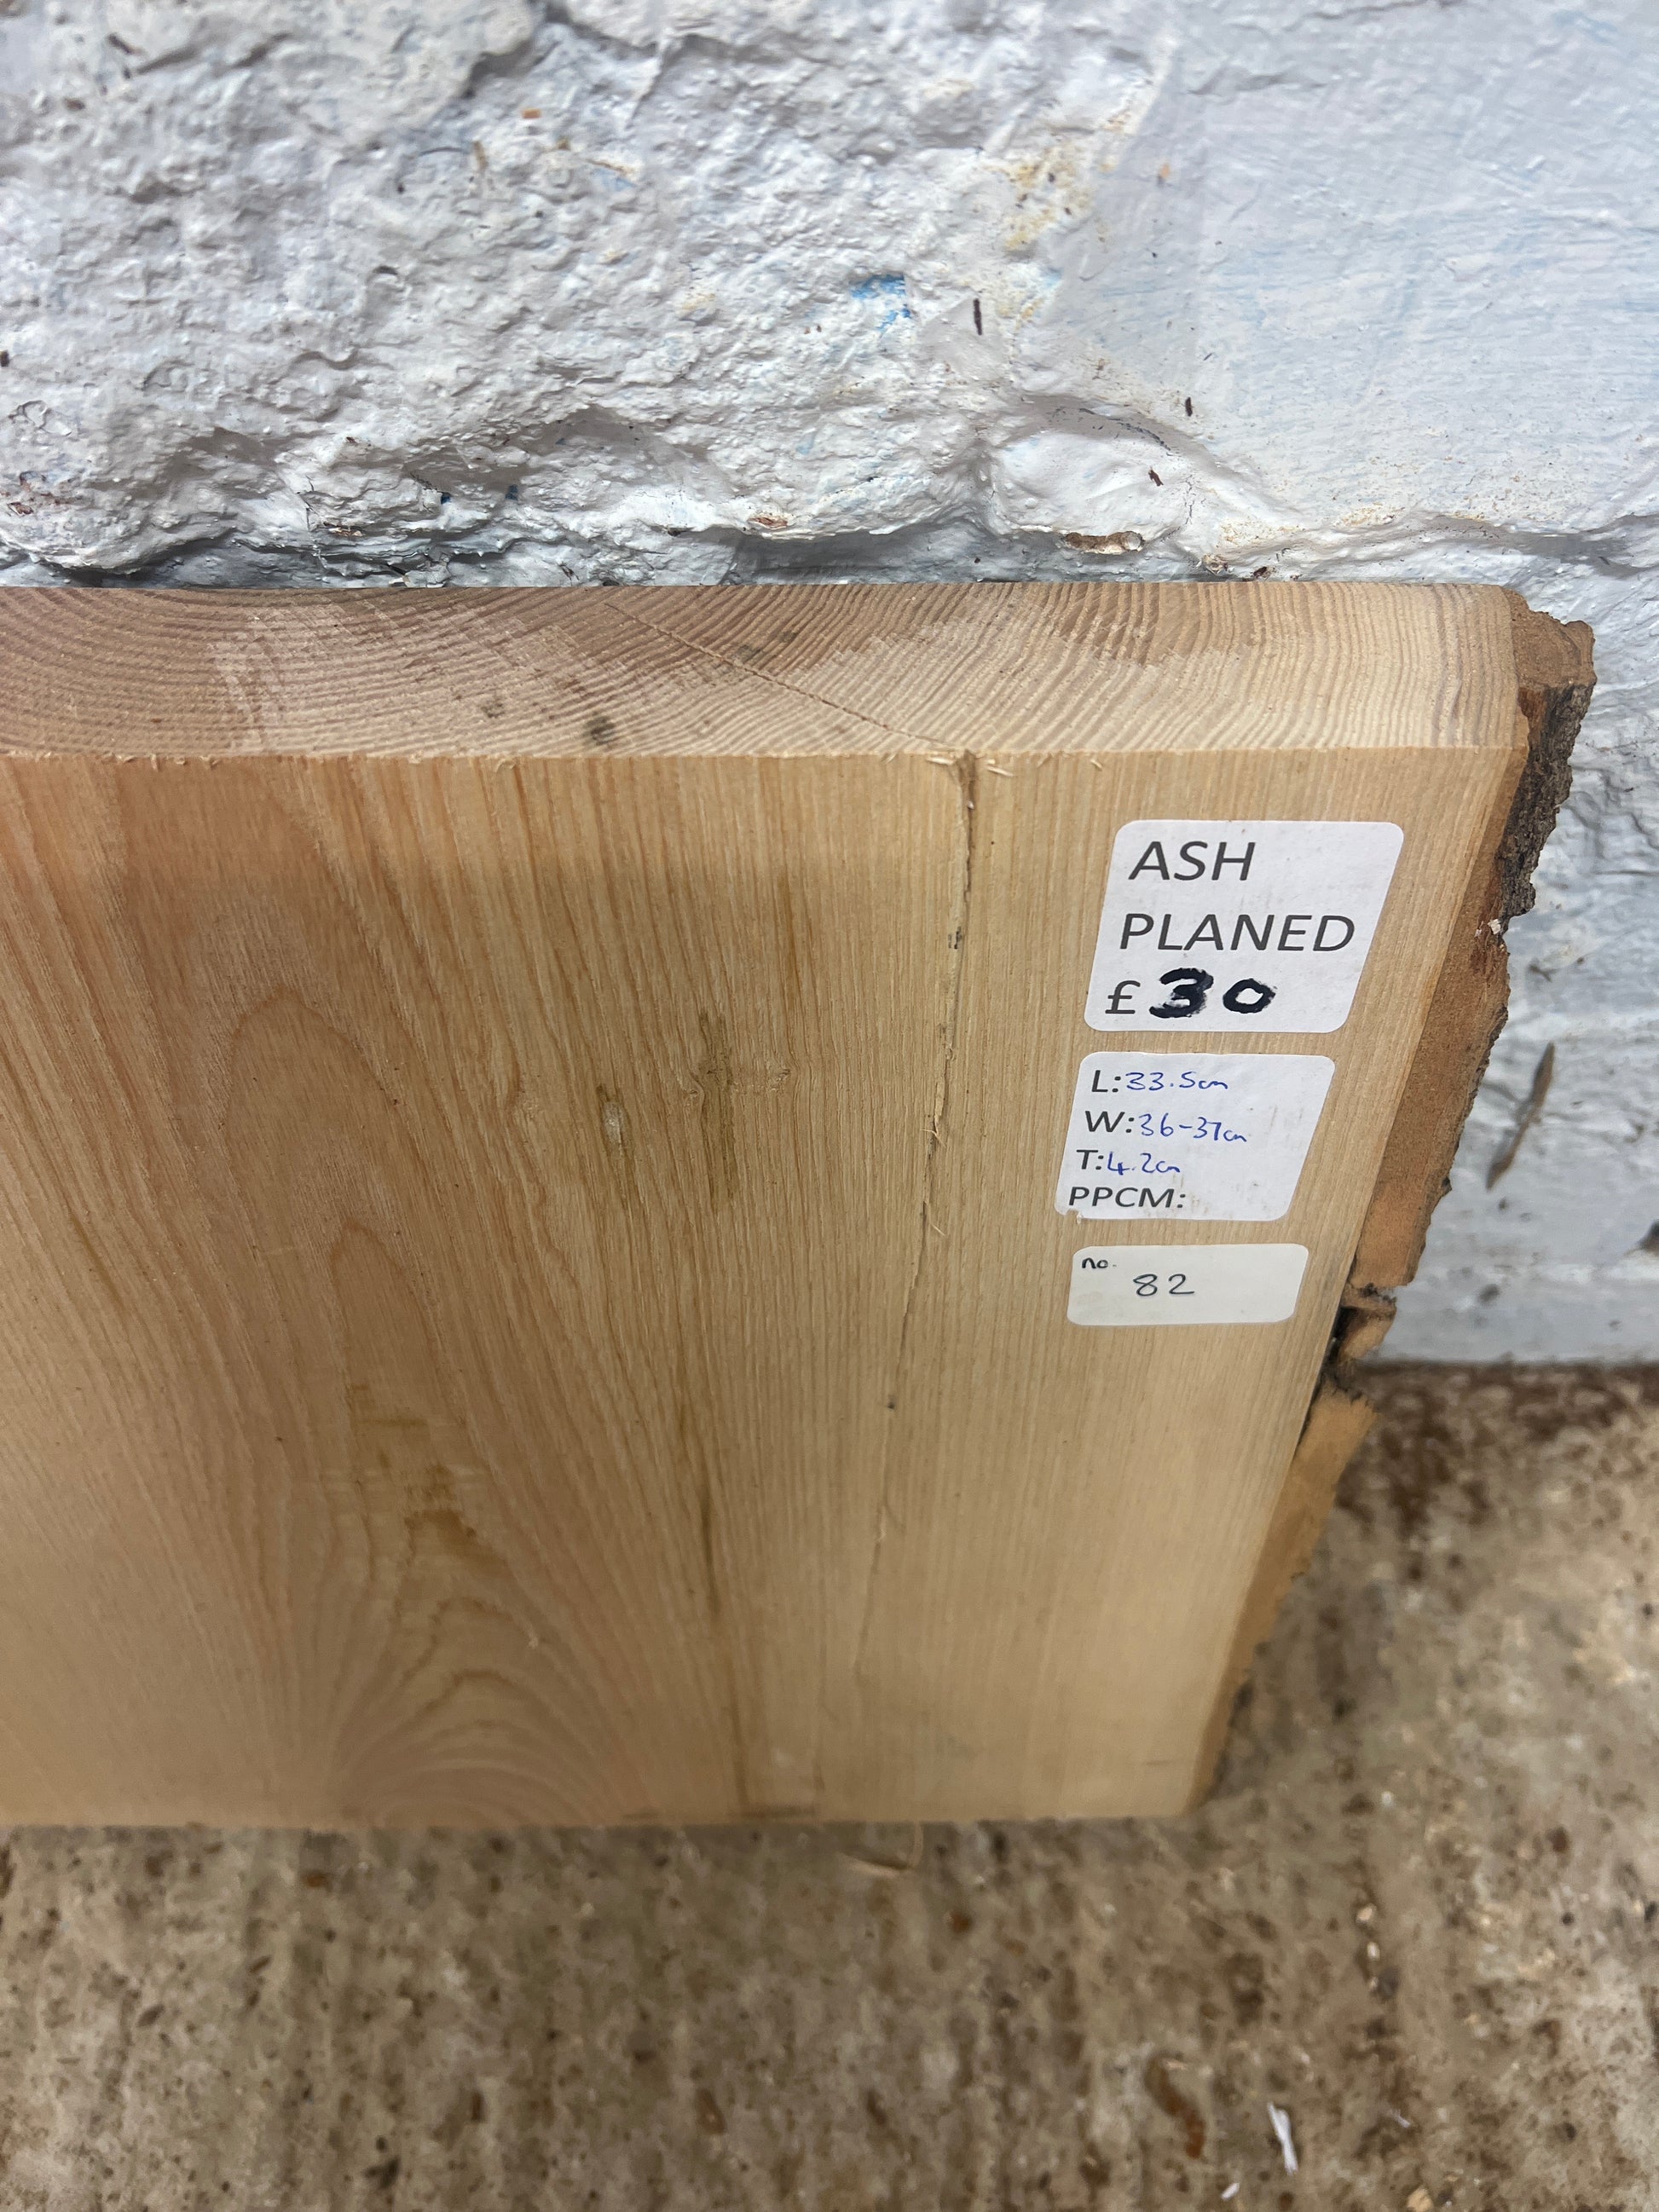 ASH
PLANED
£30
L:33.5cm
W:36-37cm
T:4.2cm
PPCM:
no.
82